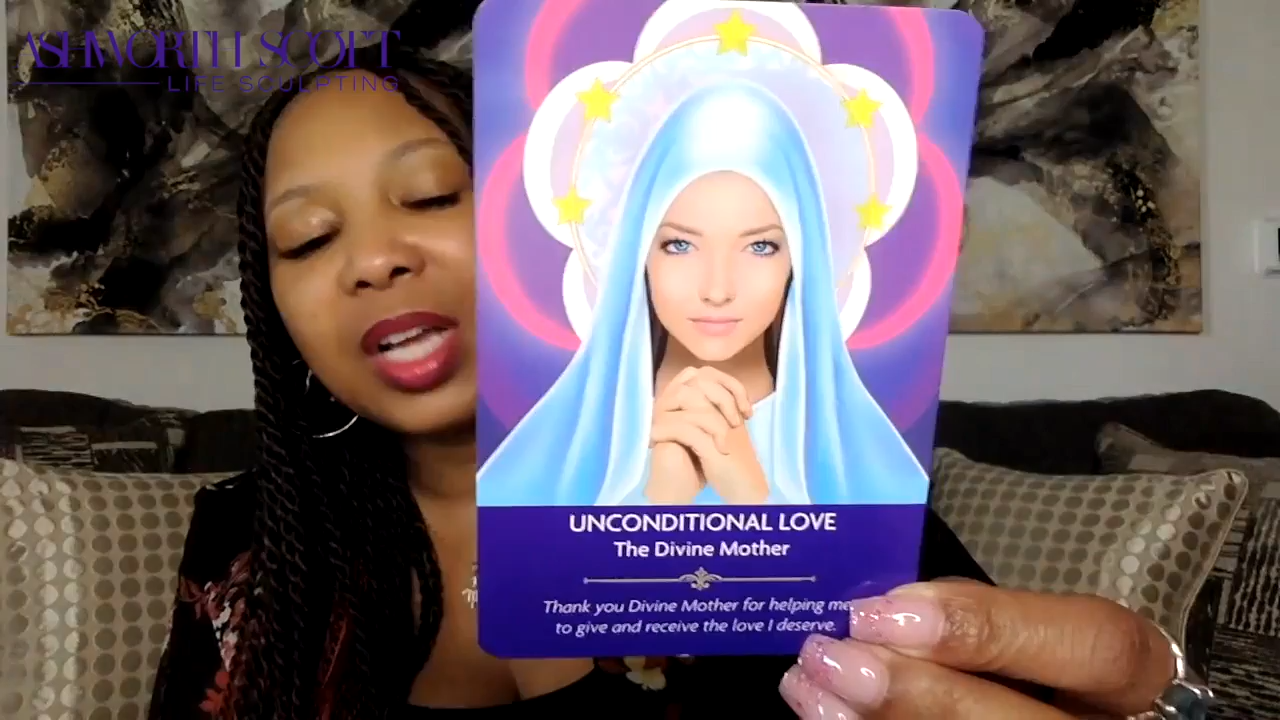 ASHWORTH SCOTT
LIFE SCULPTING
UNCONDITIONAL LOVE
The Divine Mother
Thank you Divine Mother for helping me
to give and receive the love I deserve.